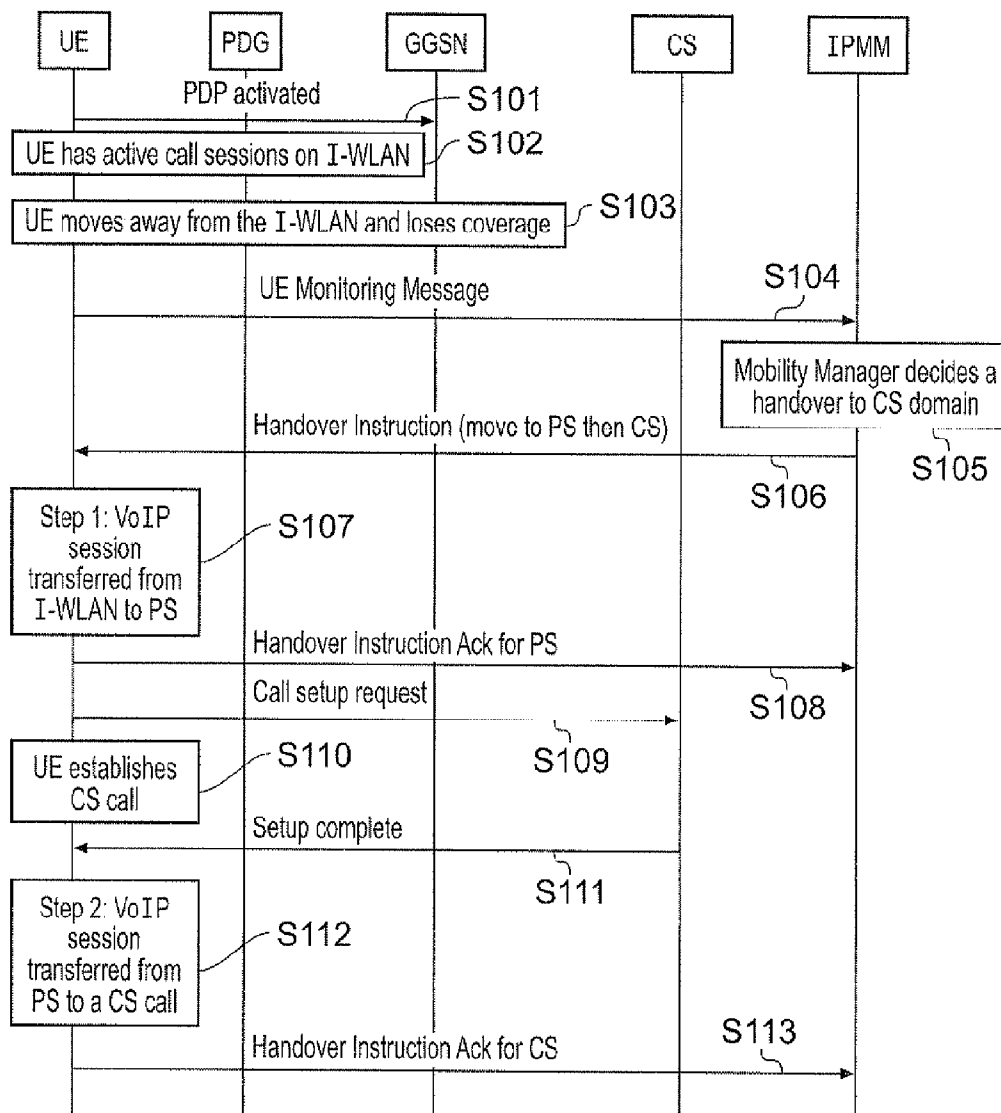 UE
PDG
GGSN
CS
IPMM
PDP activated
S101
UE has active call sessions on I-WLAN
S102
UE moves away from the I-WLAN and loses coverage
S103
UE Monitoring Message
S104
Mobility Manager decides a
handover to CS domain
S105
Handover Instruction (move to PS then CS)
S106
Step 1: VoIP
session
transferred from
I-WLAN to PS
S107
Handover Instruction Ack for PS
S108
Call setup request
S109
UE establishes
CS call
S110
Setup complete
S111
Step 2: VoIP
session
transferred from
PS to a CS call
S112
Handover Instruction Ack for CS
S113